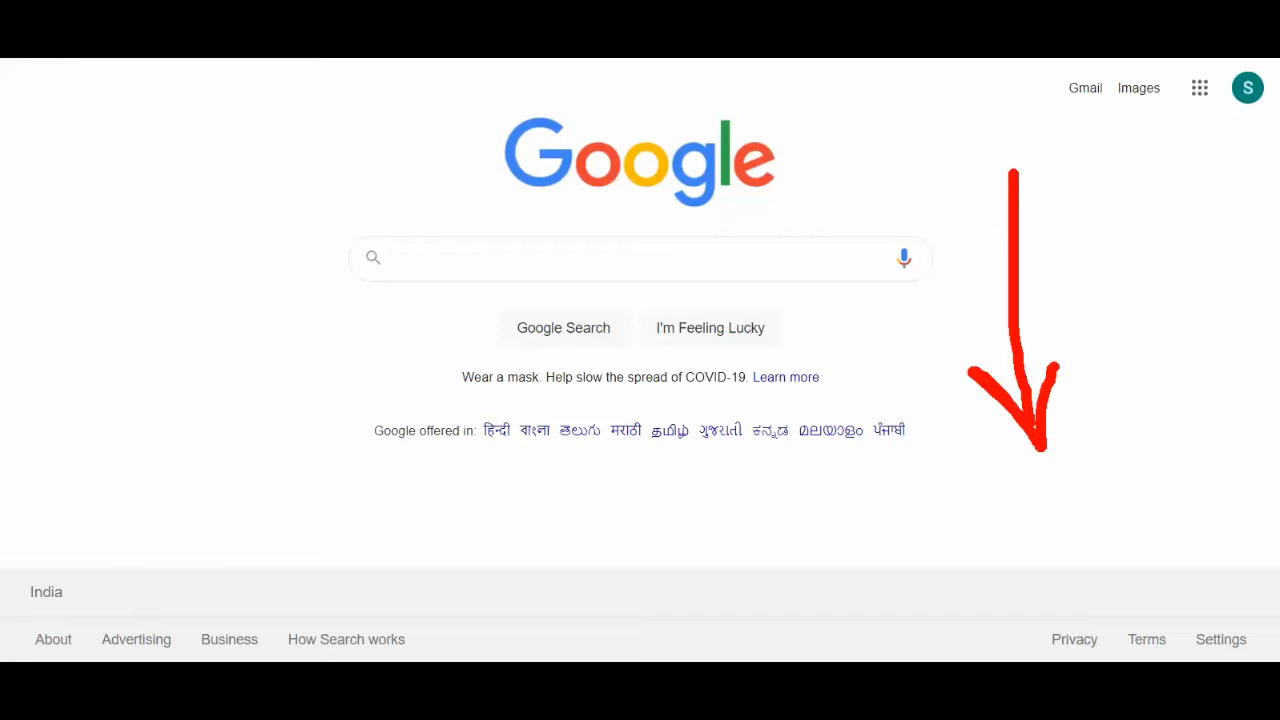 Gmail Images S
Google
Google Search I'm Feeling Lucky
Wear a mask. Help slow the spread of COVID-19. Learn more
Google offered in: हिन्दी বাংলা తెలుగు मराठी தமிழ் ગુજરાતી ಕನ್ನಡ മലയാളം ਪੰਜਾਬੀ
India
About Advertising Business How Search works Privacy Terms Settings